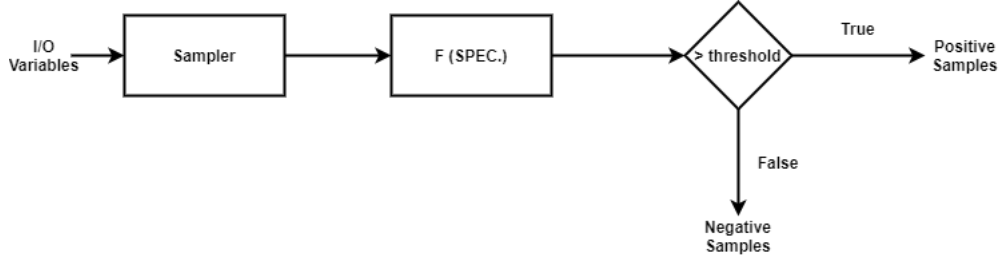 I/O
Variables
Sampler
F (SPEC.)
> threshold
True
Positive
Samples
False
Negative
Samples